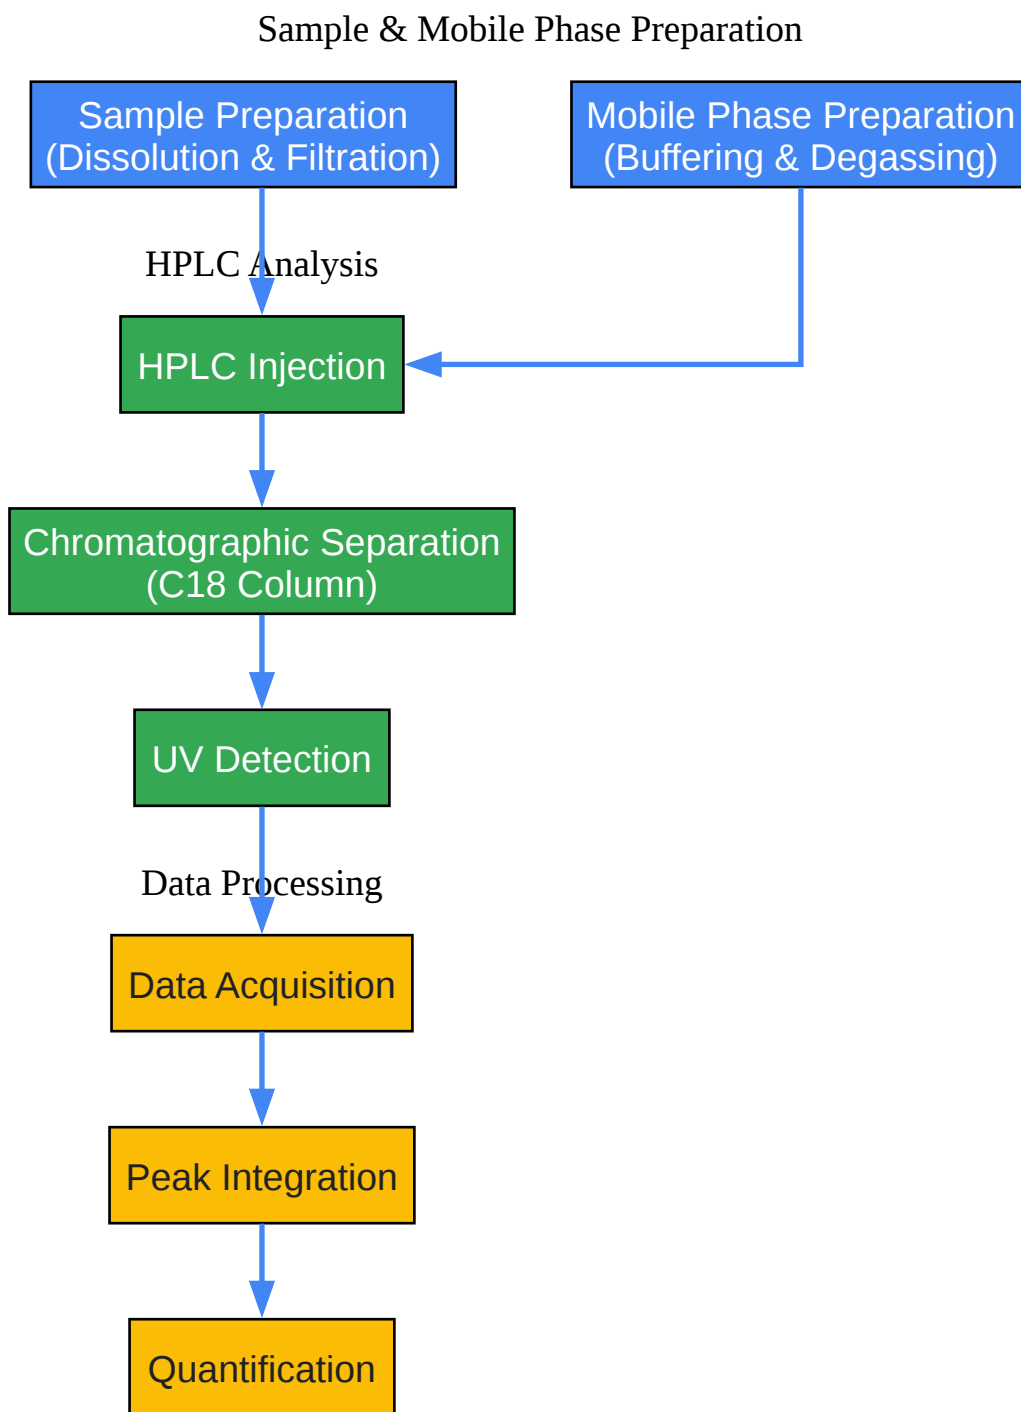 Sample & Mobile Phase Preparation
Sample Preparation
(Dissolution & Filtration)
Mobile Phase Preparation
(Buffering & Degassing)
HPLC Analysis
HPLC Injection
Chromatographic Separation
(C18 Column)
UV Detection
Data Processing
Data Acquisition
Peak Integration
Quantification